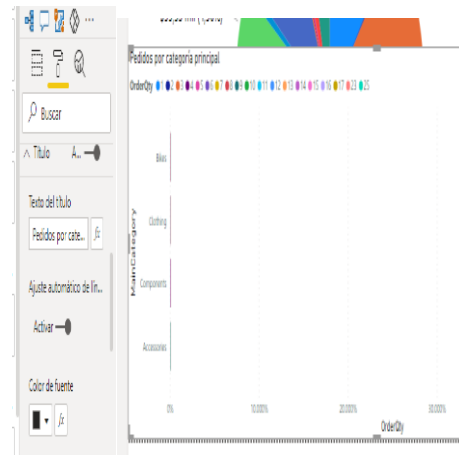 Buscar
Título
A...
Texto del título
Pedidos por cate...
fx
Ajuste automático de lín...
Activar
Color de fuente
fx
Pedidos por categoría principal
OrderQty 1 2 3 4 5 6 7 8 9 10 11 12 13 14 15 16 17 23 25
MainCategory
Bikes
Clothing
Components
Accessories
0% 10.000% 20.000% 30.000%
OrderQty